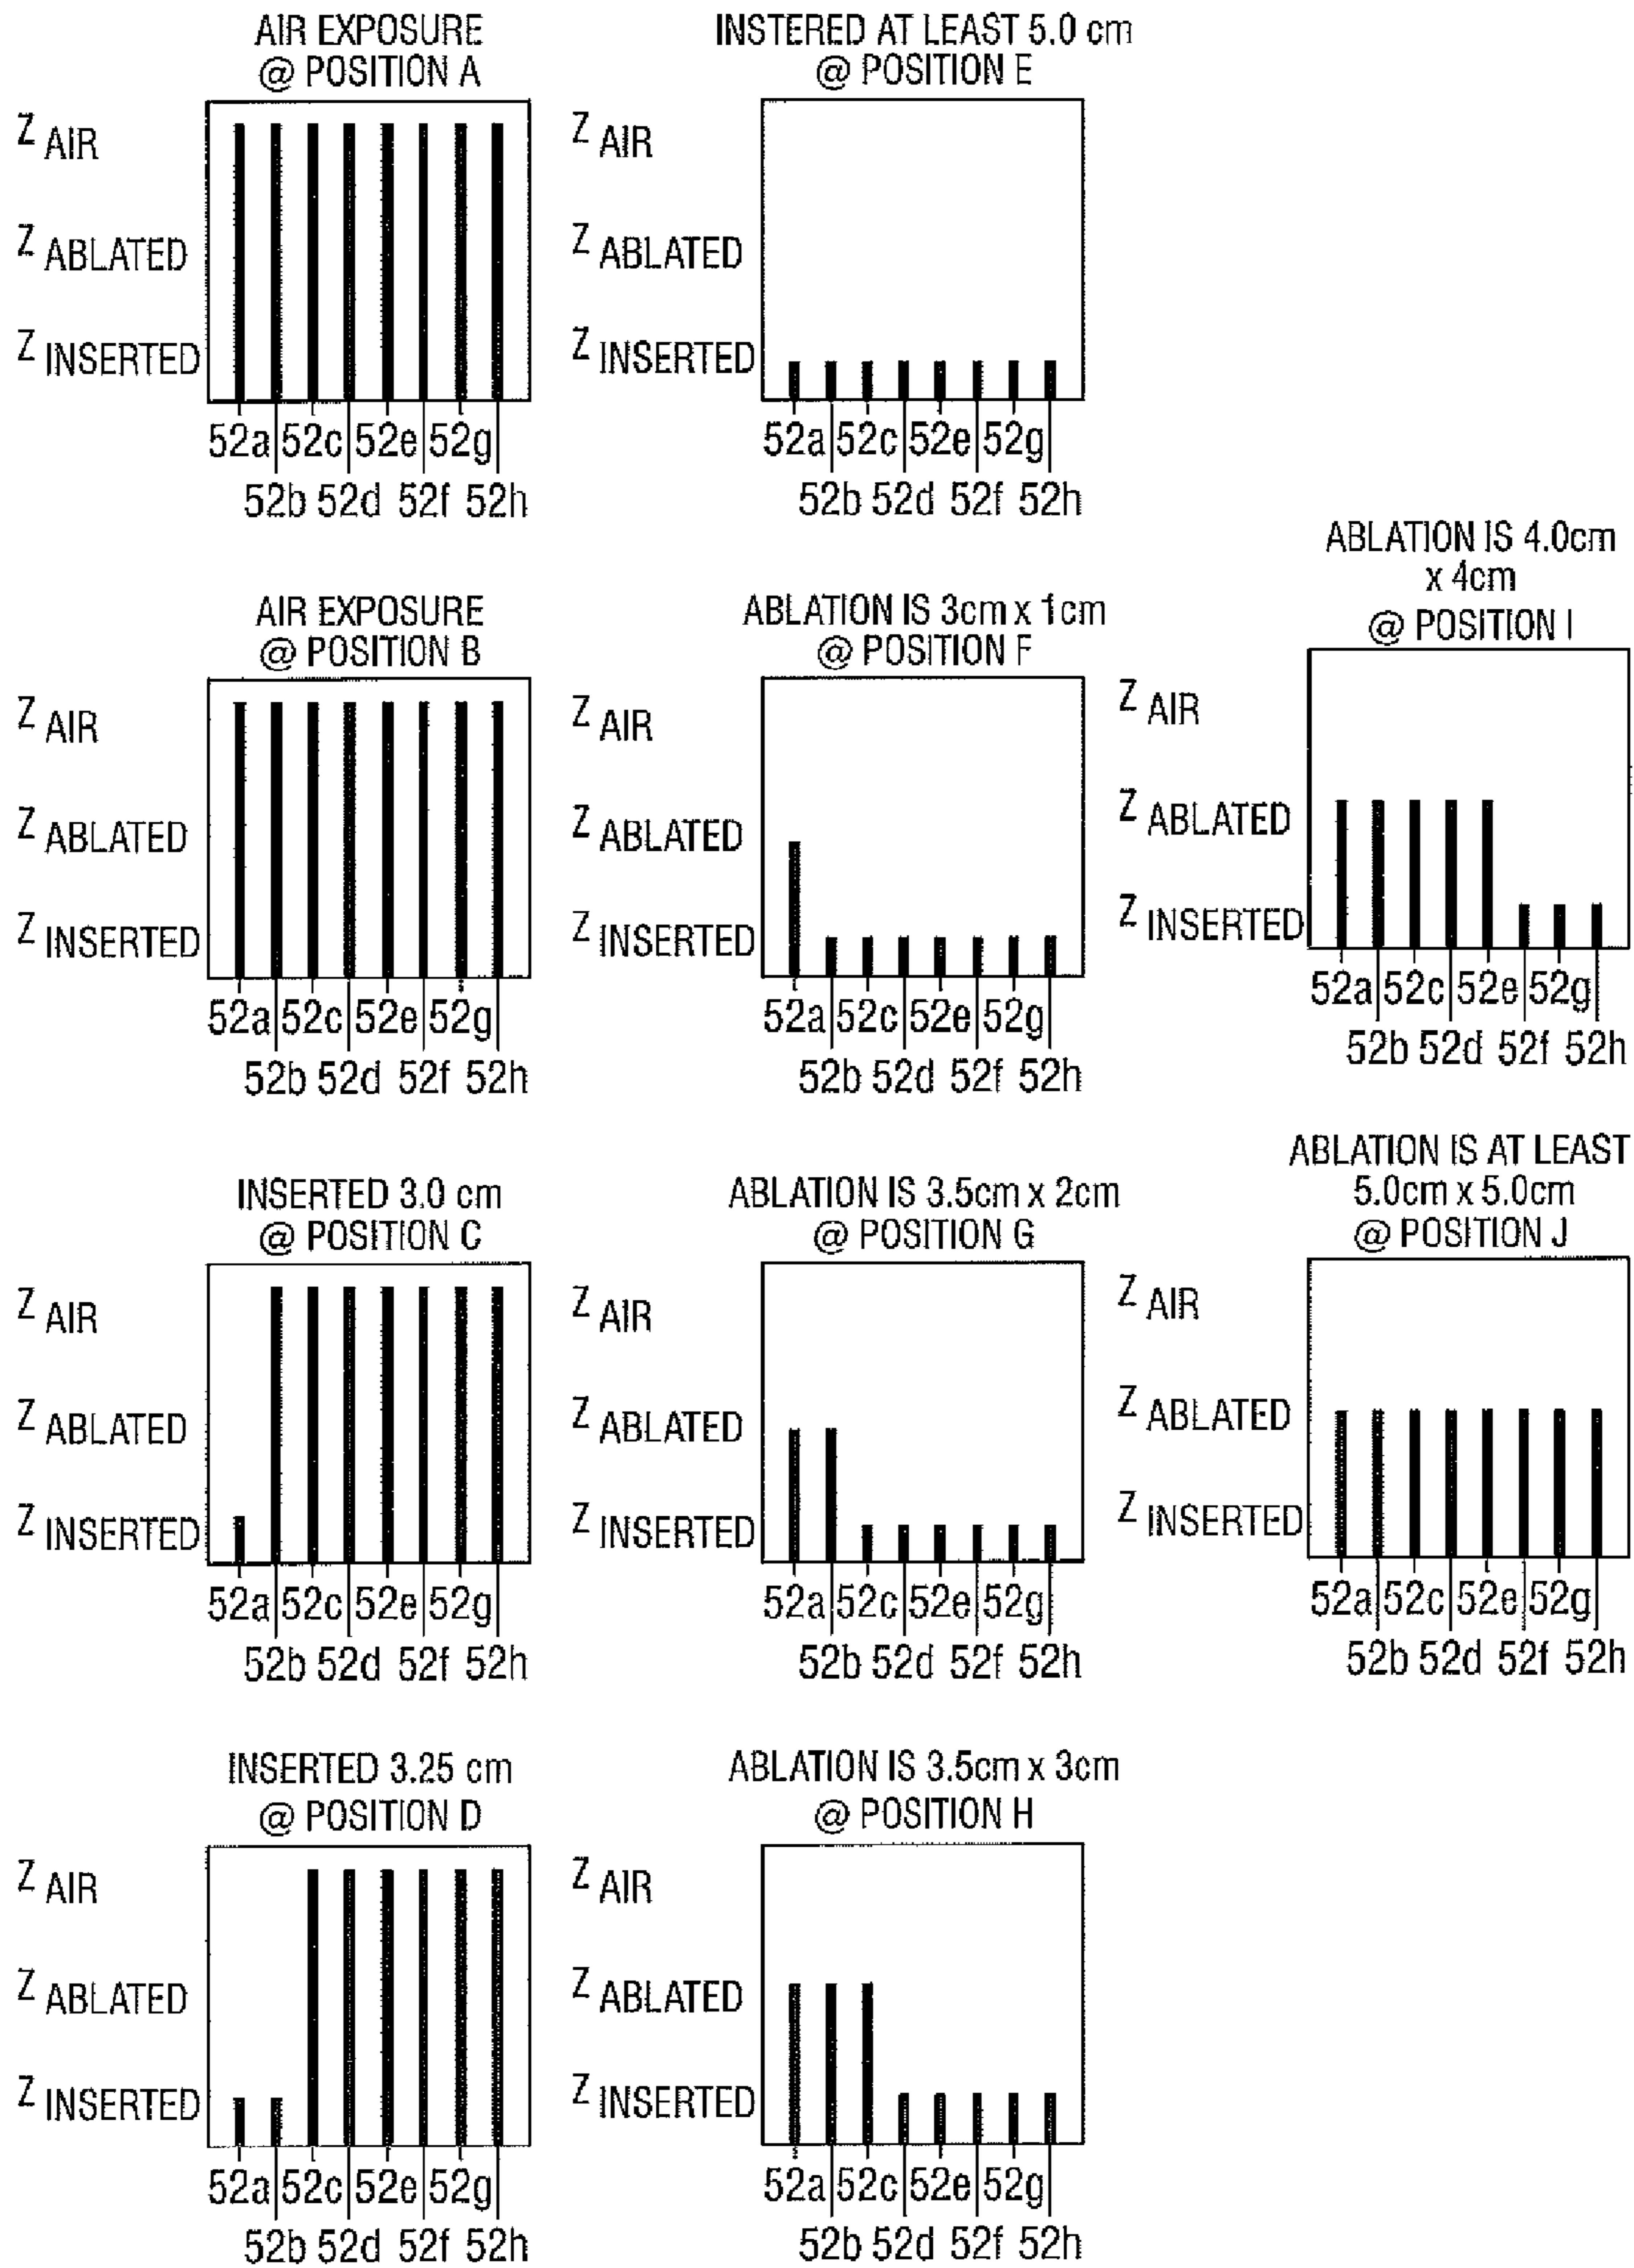 AIR EXPOSURE
@ POSITION A
Z AIR
Z ABLATED
Z INSERTED
52a 52c 52e 52g
52b 52d 52f 52h
INSTERED AT LEAST 5.0 cm
@ POSITION E
Z AIR
Z ABLATED
Z INSERTED
52a 52c 52e 52g
52b 52d 52f 52h
AIR EXPOSURE
@ POSITION B
Z AIR
Z ABLATED
Z INSERTED
52a 52c 52e 52g
52b 52d 52f 52h
ABLATION IS 3cm x 1cm
@ POSITION F
Z AIR
Z ABLATED
Z INSERTED
52a 52c 52e 52g
52b 52d 52f 52h
ABLATION IS 4.0cm
x 4cm
@ POSITION I
Z AIR
Z ABLATED
Z INSERTED
52a 52c 52e 52g
52b 52d 52f 52h
INSERTED 3.0 cm
@ POSITION C
Z AIR
Z ABLATED
Z INSERTED
52a 52c 52e 52g
52b 52d 52f 52h
ABLATION IS 3.5cm x 2cm
@ POSITION G
Z AIR
Z ABLATED
Z INSERTED
52a 52c 52e 52g
52b 52d 52f 52h
ABLATION IS AT LEAST
5.0cm x 5.0cm
@ POSITION J
Z AIR
Z ABLATED
Z INSERTED
52a 52c 52e 52g
52b 52d 52f 52h
INSERTED 3.25 cm
@ POSITION D
Z AIR
Z ABLATED
Z INSERTED
52a 52c 52e 52g
52b 52d 52f 52h
ABLATION IS 3.5cm x 3cm
@ POSITION H
Z AIR
Z ABLATED
Z INSERTED
52a 52c 52e 52g
52b 52d 52f 52h